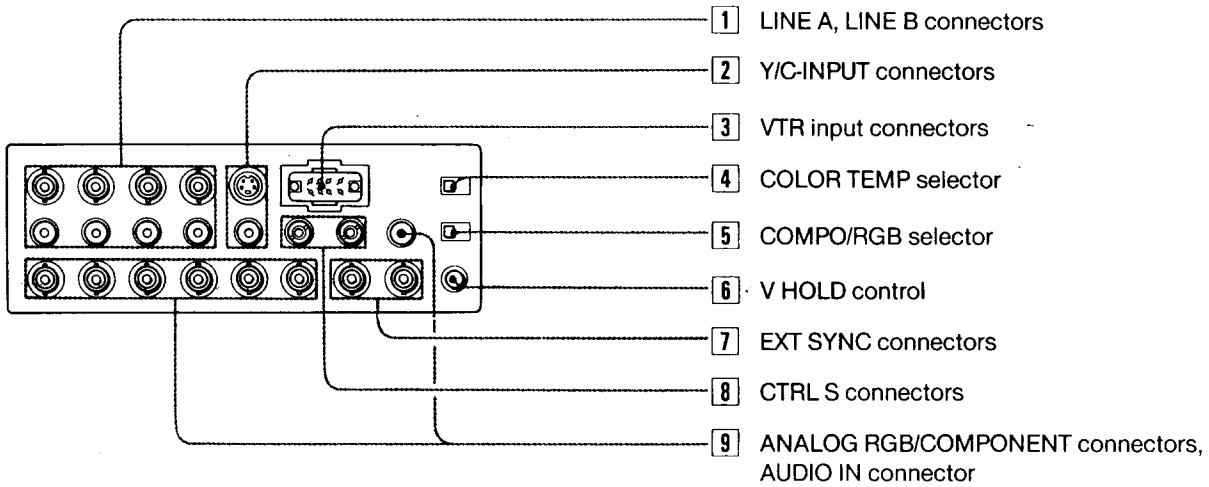 1 LINE A, LINE B connectors
2 Y/C-INPUT connectors
3 VTR input connectors
4 COLOR TEMP selector
5 COMPO/RGB selector
6 V HOLD control
7 EXT SYNC connectors
8 CTRL S connectors
9 ANALOG RGB/COMPONENT connectors,
AUDIO IN connector